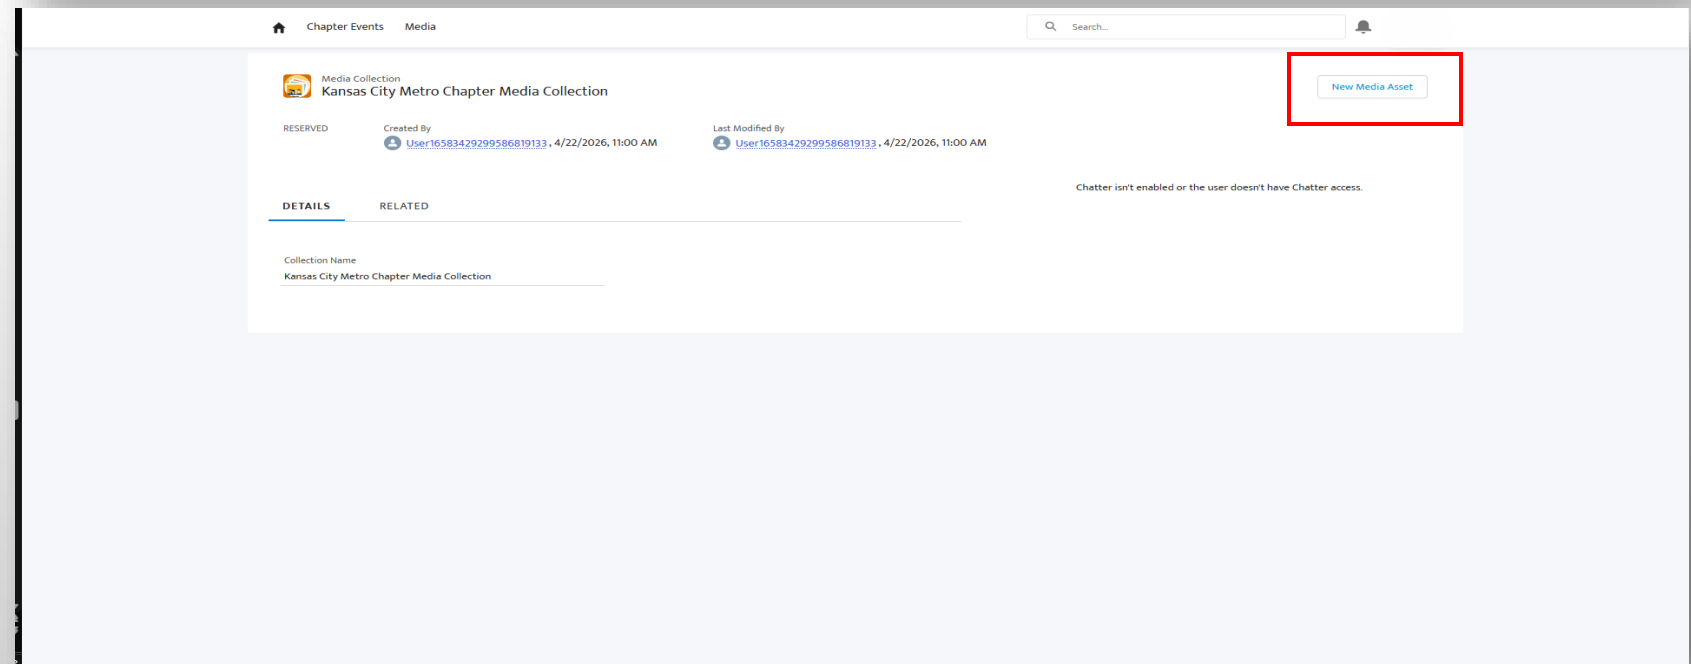 Chapter Events Media Search...
Media Collection
Kansas City Metro Chapter Media Collection
New Media Asset
RESERVED
Created By
User16583429299586819133, 4/22/2026, 11:00 AM
Last Modified By
User16583429299586819133, 4/22/2026, 11:00 AM
Chatter isn't enabled or the user doesn't have Chatter access.
DETAILS RELATED
Collection Name
Kansas City Metro Chapter Media Collection